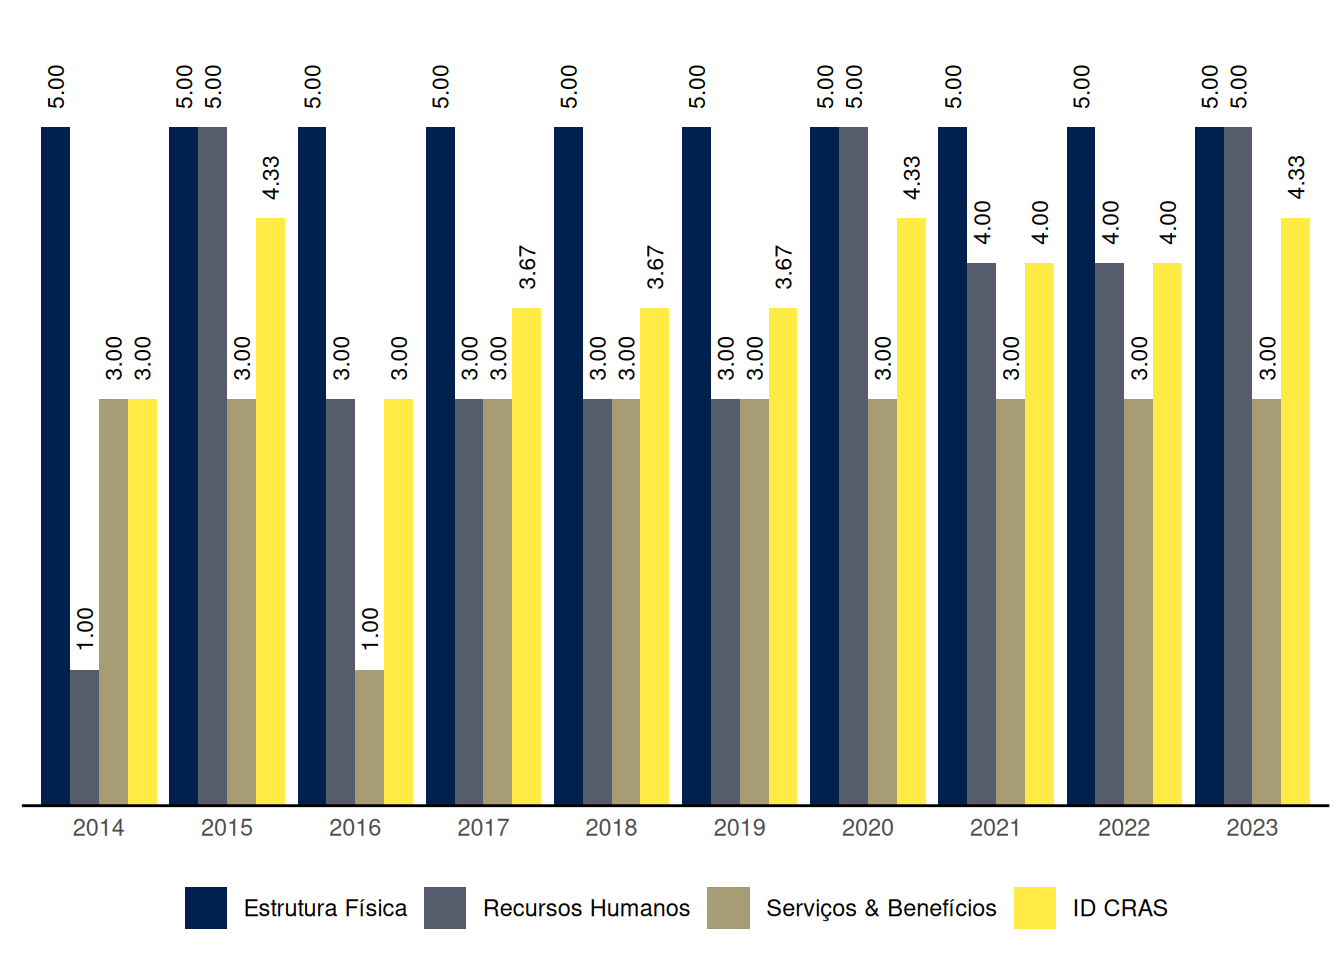 5.00 5.00 5.00 5.00 5.00 5.00 5.00 5.00 5.00 5.00 5.00 5.00 5.00
4.33 4.33 4.33
4.00 4.00 4.00 4.00
3.67 3.67 3.67
3.00 3.00 3.00 3.00 3.00 3.00 3.00 3.00 3.00 3.00 3.00 3.00 3.00 3.00 3.00
1.00 1.00
2014 2015 2016 2017 2018 2019 2020 2021 2022 2023
Estrutura Física Recursos Humanos Serviços & Benefícios ID CRAS